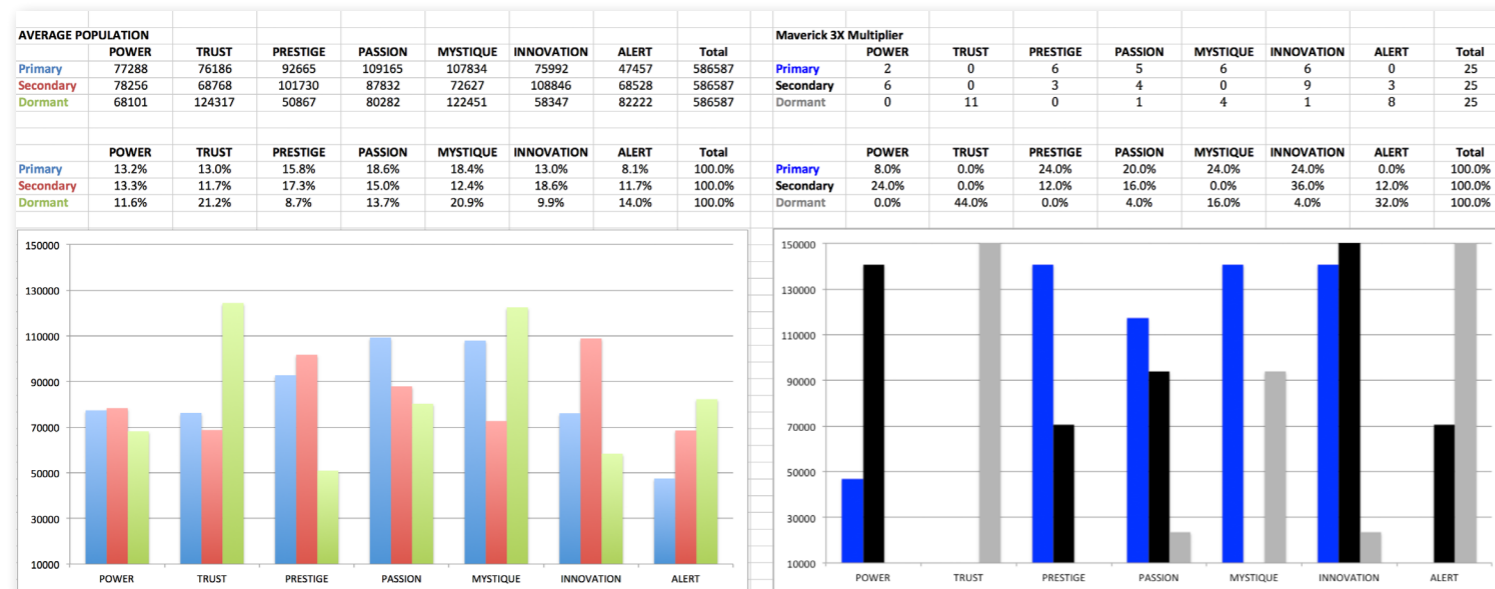 AVERAGE POPULATION
POWER TRUST PRESTIGE PASSION MYSTIQUE INNOVATION ALERT Total
Primary 77288 76186 92665 109165 107834 75992 47457 586587
Secondary 78256 68768 101730 87832 72627 108846 68528 586587
Dormant 68101 124317 50867 80282 122451 58347 82222 586587
POWER TRUST PRESTIGE PASSION MYSTIQUE INNOVATION ALERT Total
Primary 13.2% 13.0% 15.8% 18.6% 18.4% 13.0% 8.1% 100.0%
Secondary 13.3% 11.7% 17.3% 15.0% 12.4% 18.6% 11.7% 100.0%
Dormant 11.6% 21.2% 8.7% 13.7% 20.9% 9.9% 14.0% 100.0%
150000
130000
110000
90000
70000
50000
30000
10000
POWER TRUST PRESTIGE PASSION MYSTIQUE INNOVATION ALERT
Maverick 3X Multiplier
POWER TRUST PRESTIGE PASSION MYSTIQUE INNOVATION ALERT Total
Primary 2 0 6 5 6 6 0 25
Secondary 6 0 3 4 0 9 3 25
Dormant 0 11 0 1 4 1 8 25
POWER TRUST PRESTIGE PASSION MYSTIQUE INNOVATION ALERT Total
Primary 8.0% 0.0% 24.0% 20.0% 24.0% 24.0% 0.0% 100.0%
Secondary 24.0% 0.0% 12.0% 16.0% 0.0% 36.0% 12.0% 100.0%
Dormant 0.0% 44.0% 0.0% 4.0% 16.0% 4.0% 32.0% 100.0%
150000
130000
110000
90000
70000
50000
30000
10000
POWER TRUST PRESTIGE PASSION MYSTIQUE INNOVATION ALERT